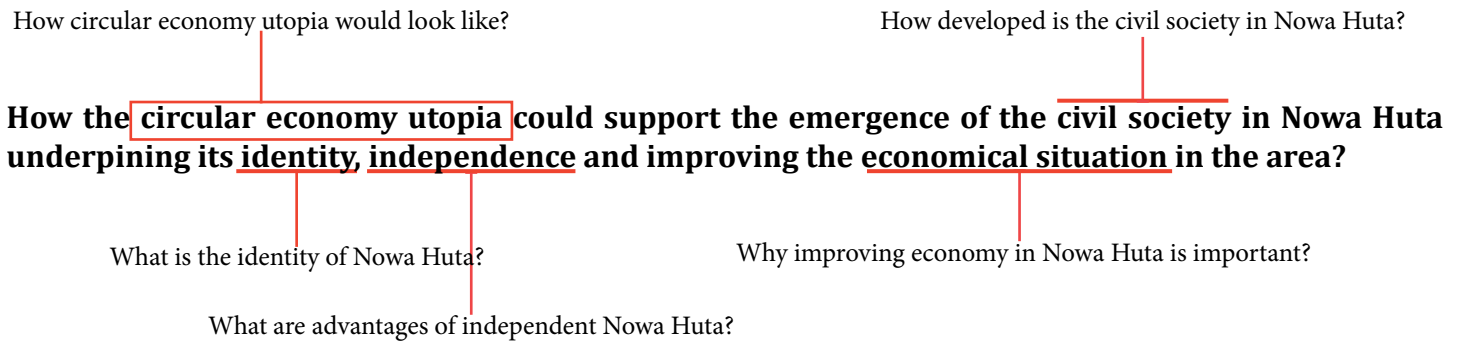 How circular economy utopia would look like?
How developed is the civil society in Nowa Huta?
How the circular economy utopia could support the emergence of the civil society in Nowa Huta
underpining its identity, independence and improving the economical situation in the area?
What is the identity of Nowa Huta?
Why improving economy in Nowa Huta is important?
What are advantages of independent Nowa Huta?